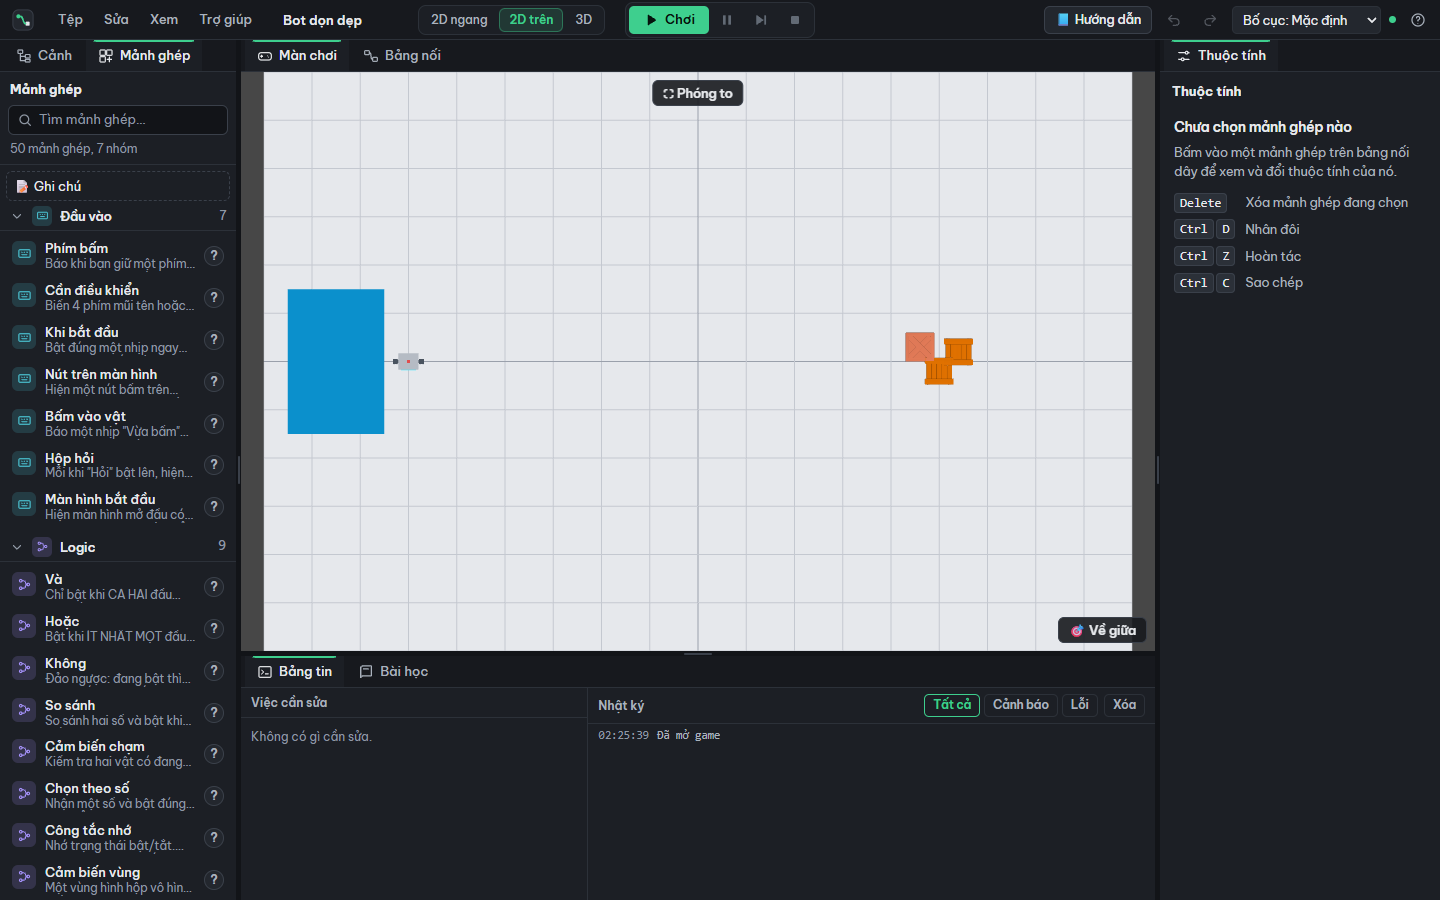 Tệp
Sửa
Xem
Trợ giúp
Bot dọn dẹp
2D ngang
2D trên
3D
Chơi
Hướng dẫn
Bố cục: Mặc định
Cảnh
Mảnh ghép
Màn chơi
Bảng nối
Thuộc tính
Mảnh ghép
Tìm mảnh ghép...
50 mảnh ghép, 7 nhóm
Ghi chú
Đầu vào
7
Phím bấm
Báo khi bạn giữ một phím...
?
Cần điều khiển
Biến 4 phím mũi tên hoặc...
?
Khi bắt đầu
Bật đúng một nhịp ngay...
?
Nút trên màn hình
Hiện một nút bấm trên...
?
Bấm vào vật
Báo một nhịp "Vừa bấm"...
?
Hộp hỏi
Mỗi khi "Hỏi" bật lên, hiện...
?
Màn hình bắt đầu
Hiện màn hình mở đầu có...
?
Logic
9
Và
Chỉ bật khi CẢ HAI đầu...
?
Hoặc
Bật khi ÍT NHẤT MỘT đầu...
?
Không
Đảo ngược: đang bật thì...
?
So sánh
So sánh hai số và bật khi...
?
Cảm biến chạm
Kiểm tra hai vật có đang...
?
Chọn theo số
Nhận một số và bật đúng...
?
Công tắc nhớ
Nhớ trạng thái bật/tắt....
?
Cảm biến vùng
Một vùng hình hộp vô hìn...
?
Phóng to
Về giữa
Bảng tin
Bài học
Việc cần sửa
Không có gì cần sửa.
Nhật ký
Tất cả
Cảnh báo
Lỗi
Xóa
02:25:39 Đã mở game
Thuộc tính
Chưa chọn mảnh ghép nào
Bấm vào một mảnh ghép trên bảng nối
dây để xem và đổi thuộc tính của nó.
Delete Xóa mảnh ghép đang chọn
Ctrl D Nhân đôi
Ctrl Z Hoàn tác
Ctrl C Sao chép